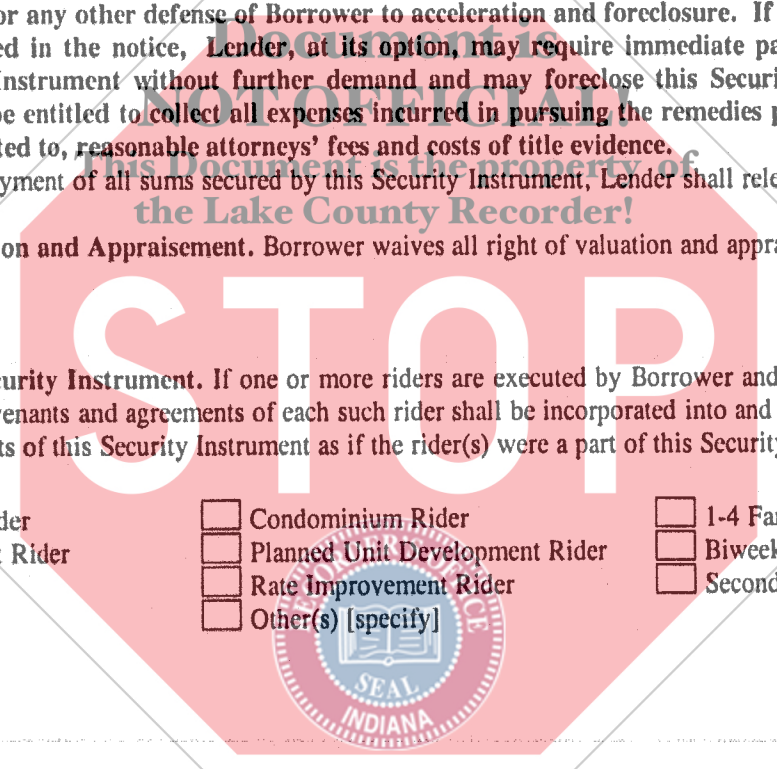 or any other defense of Borrower to acceleration and foreclosure. If
ed in the notice, Lender, at its option, may require immediate pa
Instrument without further demand and may foreclose this Securi
be entitled to collect all expenses incurred in pursuing the remedies p
ted to, reasonable attorneys' fees and costs of title evidence.
yment of all sums secured by this Security Instrument, Lender shall rele
on and Appraisement. Borrower waives all right of valuation and appra
Document is
NOT OFFICIAL!
This Document is the property of
the Lake County Recorder!
STOP
curity Instrument. If one or more riders are executed by Borrower and
venants and agreements of each such rider shall be incorporated into and
ts of this Security Instrument as if the rider(s) were a part of this Security
der
Condominium Rider
1-4 Fa
t Rider
Planned Unit Development Rider
Biweek
Rate Improvement Rider
Second
Other(s) [specify]
RECORDER'S OFFICE
SEAL
INDIANA